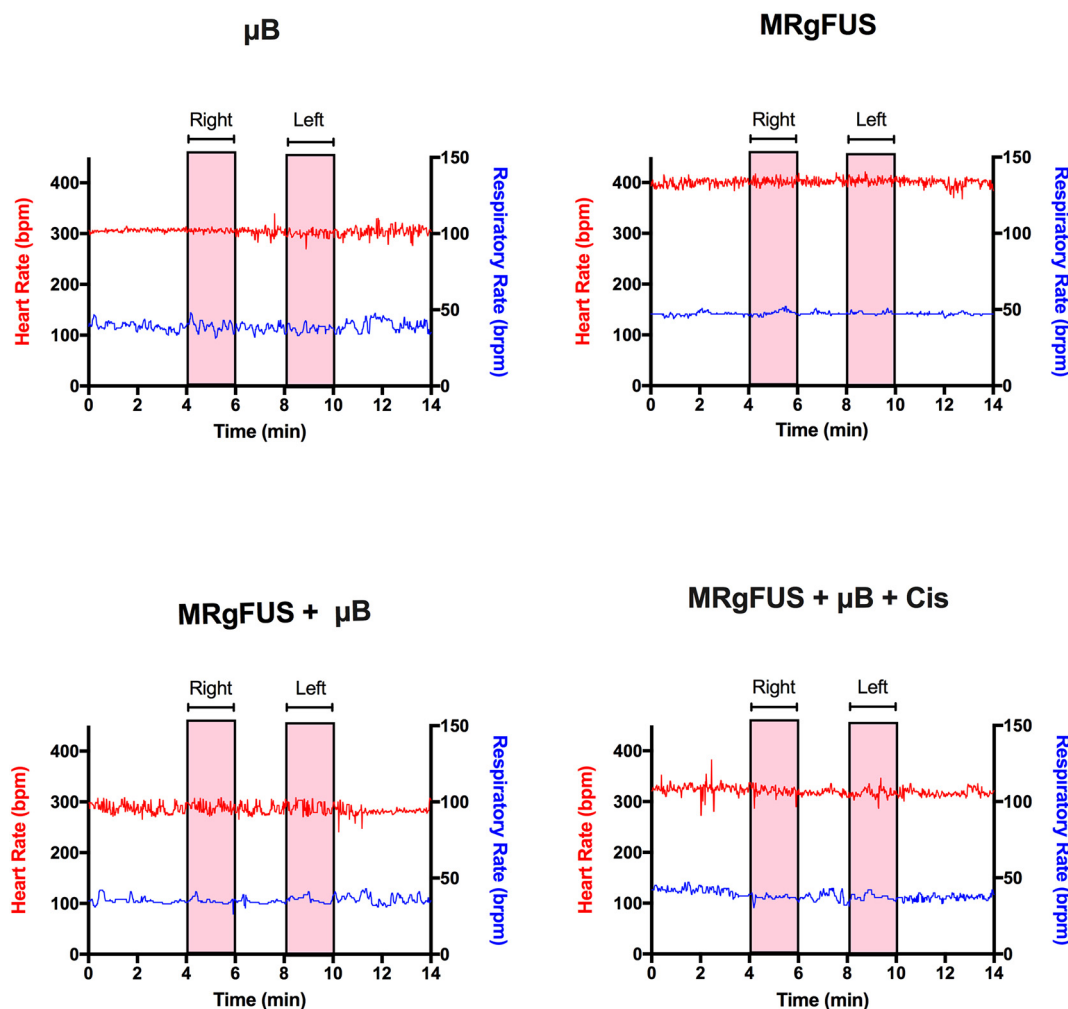 µB
Right Left
400
300
200
100
0
Heart Rate (bpm)
150
100
50
0
Respiratory Rate (brpm)
0 2 4 6 8 10 12 14
Time (min)
MRgFUS
Right Left
400
300
200
100
0
Heart Rate (bpm)
150
100
50
0
Respiratory Rate (brpm)
0 2 4 6 8 10 12 14
Time (min)
MRgFUS + µB
Right Left
400
300
200
100
0
Heart Rate (bpm)
150
100
50
0
Respiratory Rate (brpm)
0 2 4 6 8 10 12 14
Time (min)
MRgFUS + µB + Cis
Right Left
400
300
200
100
0
Heart Rate (bpm)
150
100
50
0
Respiratory Rate (brpm)
0 2 4 6 8 10 12 14
Time (min)